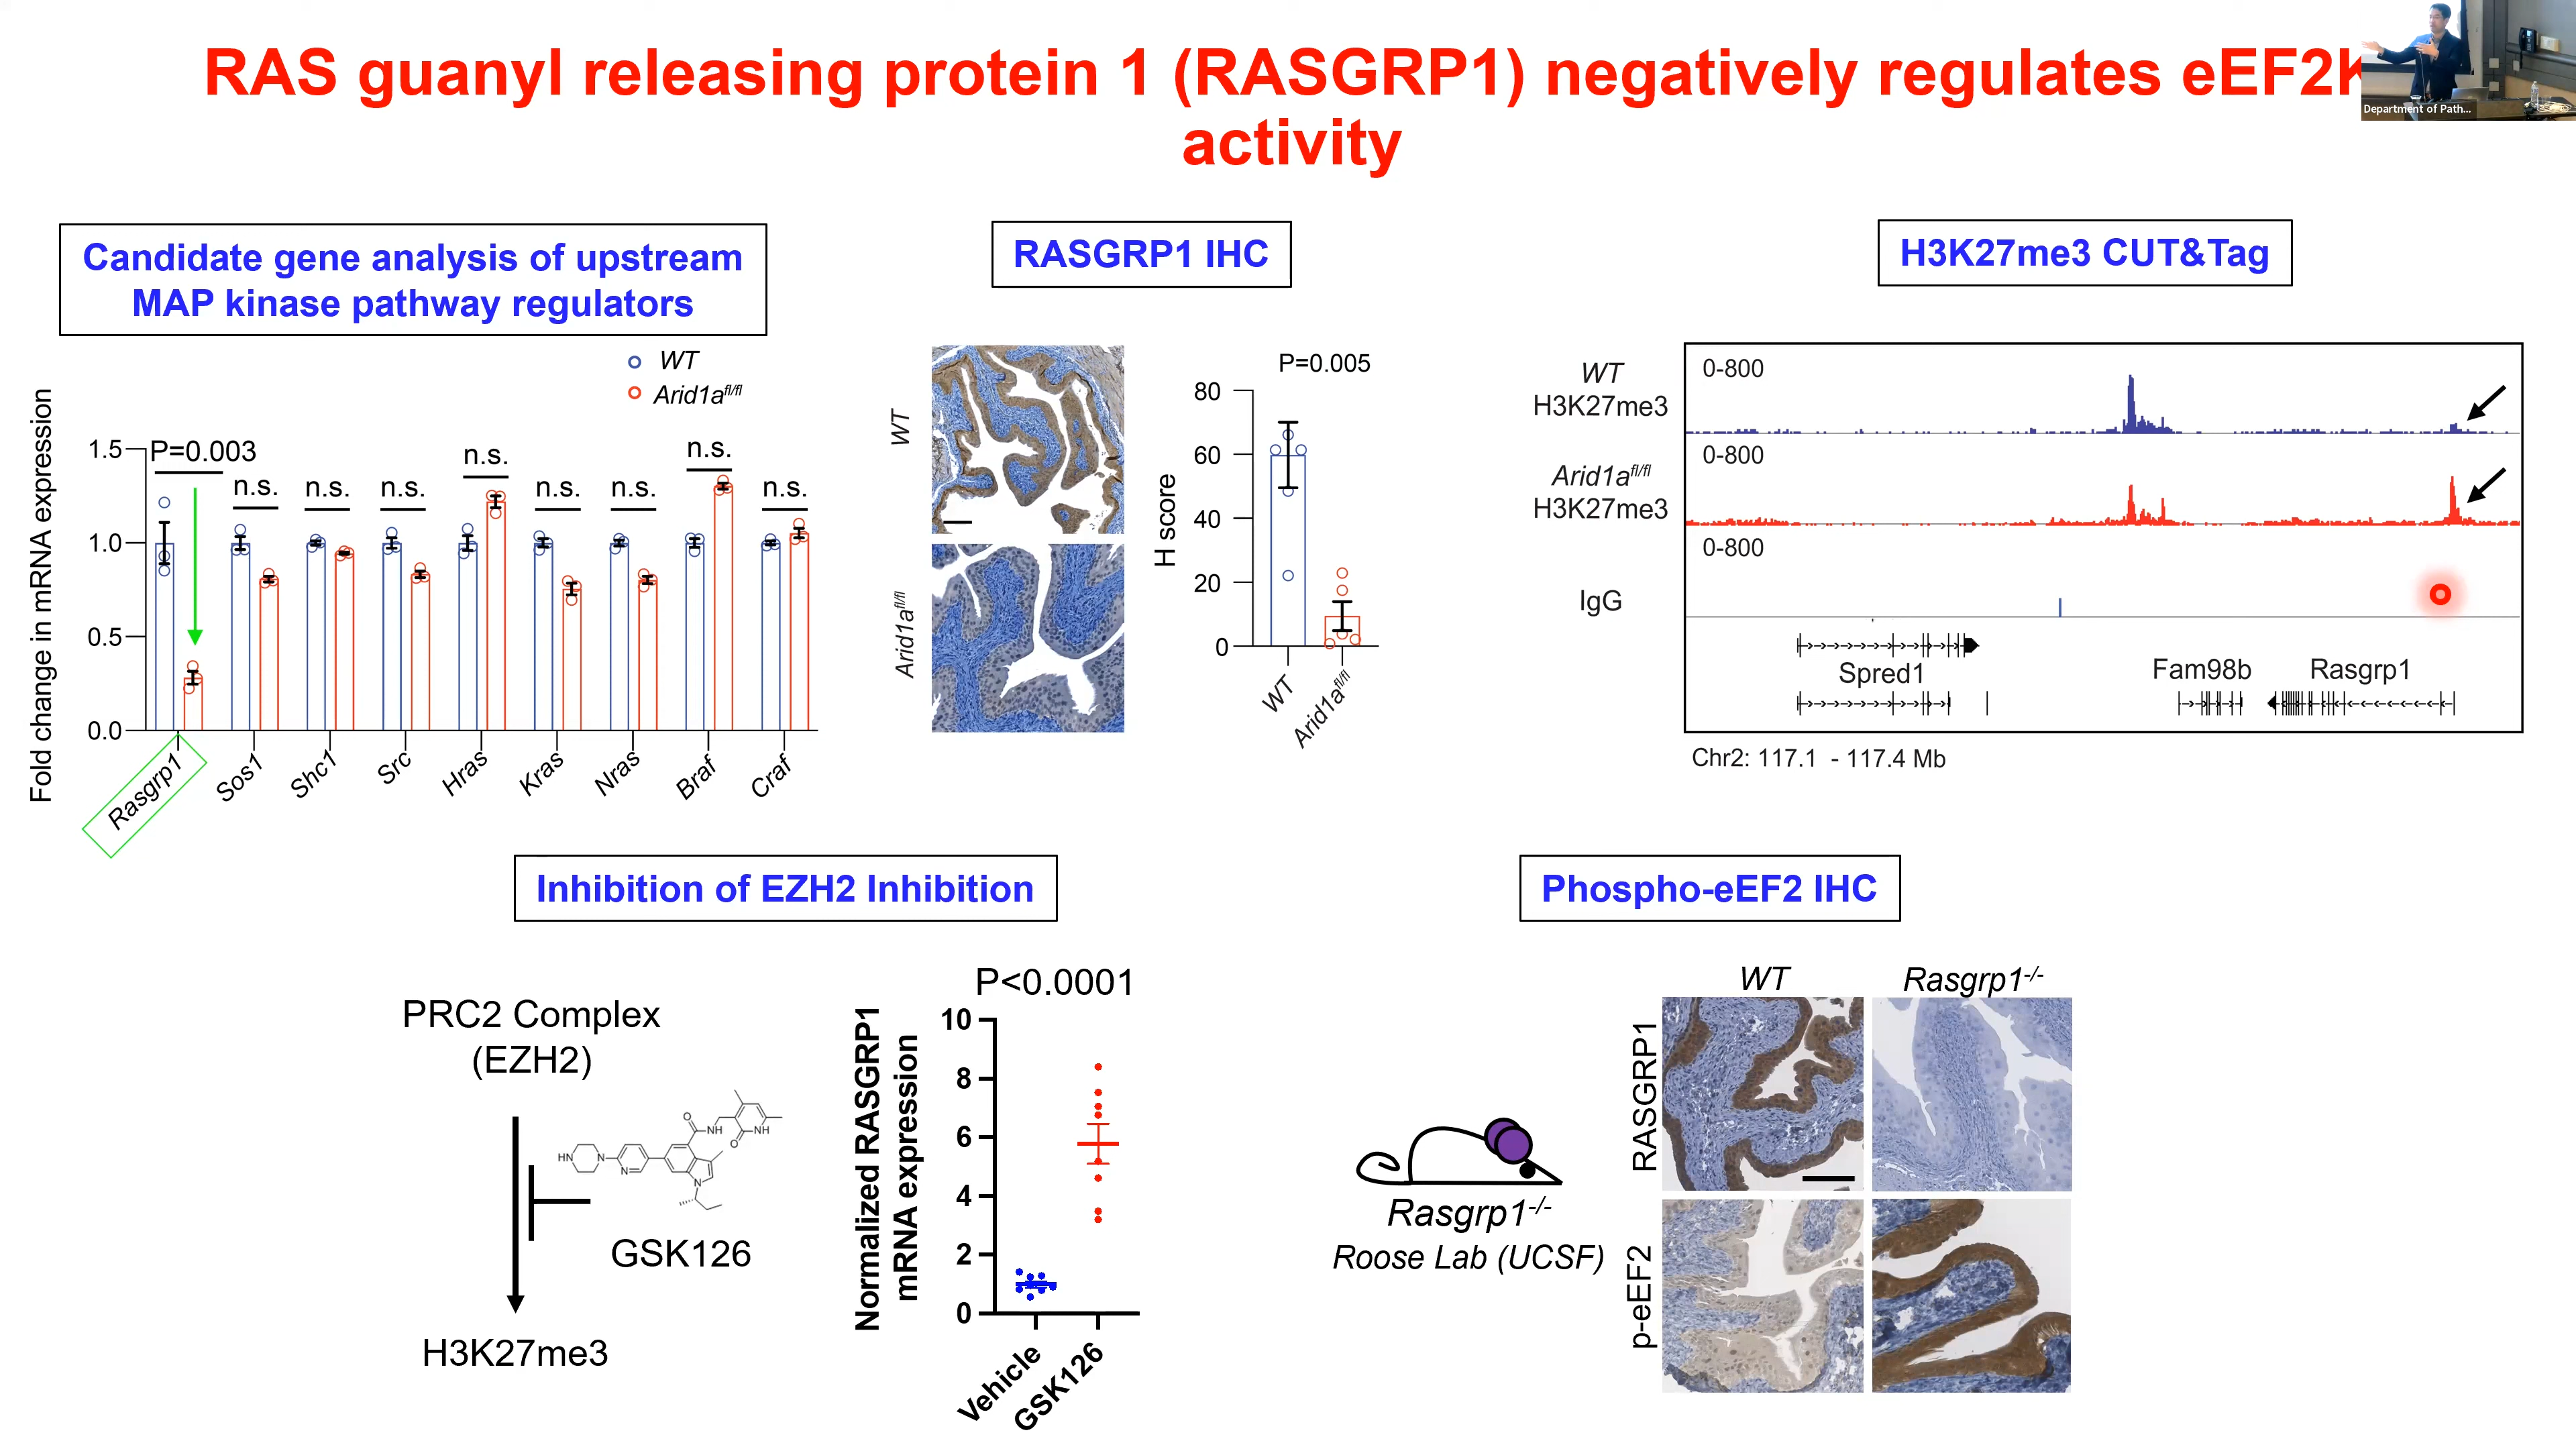 RAS guanyl releasing protein 1 (RASGRP1) negatively regulates eEF2K
activity
Department of Path...
Candidate gene analysis of upstream
MAP kinase pathway regulators
WT
Arid1afl/fl
Fold change in mRNA expression
1.5
1.0
0.5
0.0
P=0.003
n.s.
n.s.
n.s.
n.s.
n.s.
n.s.
n.s.
n.s.
Rasgrp1
Sos1
Shc1
Src
Hras
Kras
Nras
Braf
Craf
RASGRP1 IHC
WT
Arid1afl/fl
P=0.005
H score
80
60
40
20
0
WT
Arid1afl/fl
H3K27me3 CUT&Tag
WT
H3K27me3
0-800
Arid1afl/fl
H3K27me3
0-800
IgG
0-800
Spred1
Fam98b
Rasgrp1
Chr2: 117.1 - 117.4 Mb
Inhibition of EZH2 Inhibition
PRC2 Complex
(EZH2)
HN
N
N
N
O
NH
O
NH
GSK126
H3K27me3
P<0.0001
Normalized RASGRP1
mRNA expression
10
8
6
4
2
0
Vehicle
GSK126
Phospho-eEF2 IHC
Rasgrp1-/-
Roose Lab (UCSF)
WT
Rasgrp1-/-
RASGRP1
p-eEF2